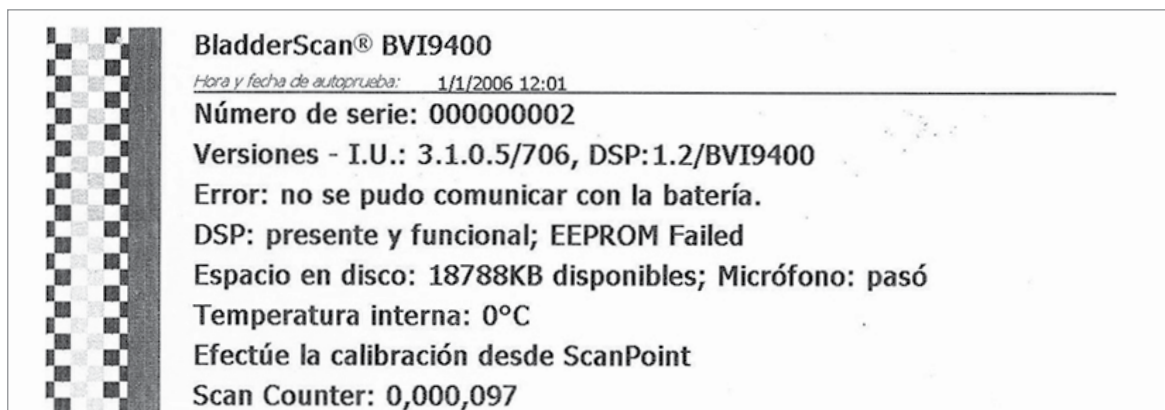 BladderScan® BVI9400
Hora y fecha de autoprueba: 1/1/2006 12:01
Número de serie: 000000002
Versiones - I.U.: 3.1.0.5/706, DSP:1.2/BVI9400
Error: no se pudo comunicar con la batería.
DSP: presente y funcional; EEPROM Failed
Espacio en disco: 18788KB disponibles; Micrófono: pasó
Temperatura interna: 0°C
Efectúe la calibración desde ScanPoint
Scan Counter: 0,000,097